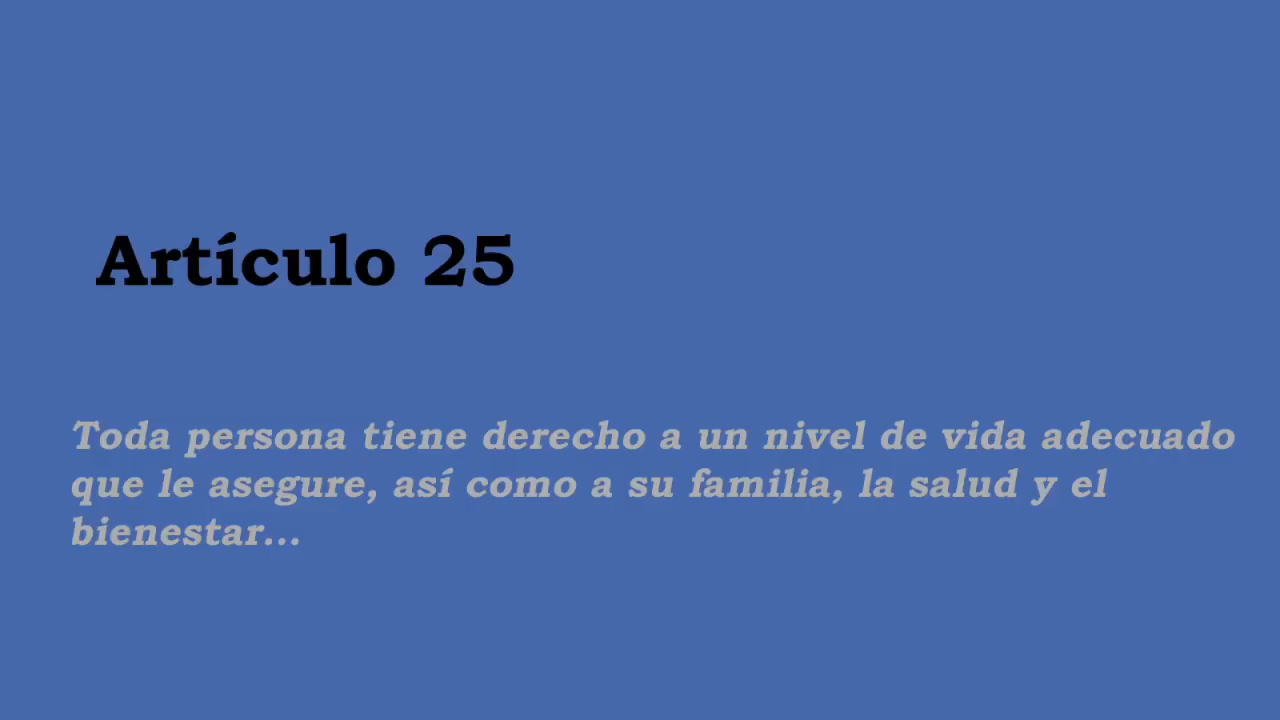 Artículo 25
Toda persona tiene derecho a un nivel de vida adecuado
que le asegure, así como a su familia, la salud y el
bienestar...